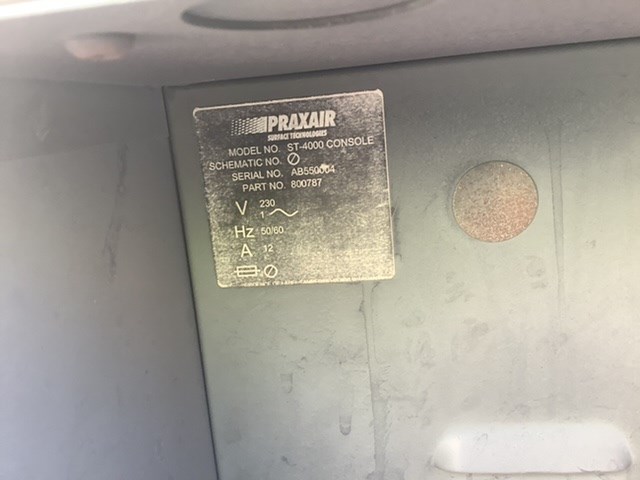 PRAXAIR
SURFACE TECHNOLOGIES
MODEL NO. ST-4000 CONSOLE
SCHEMATIC NO. Ø
SERIAL NO. AB550004
PART NO. 800787
V 230
1 ~
Hz 50/60
A 12
Ø